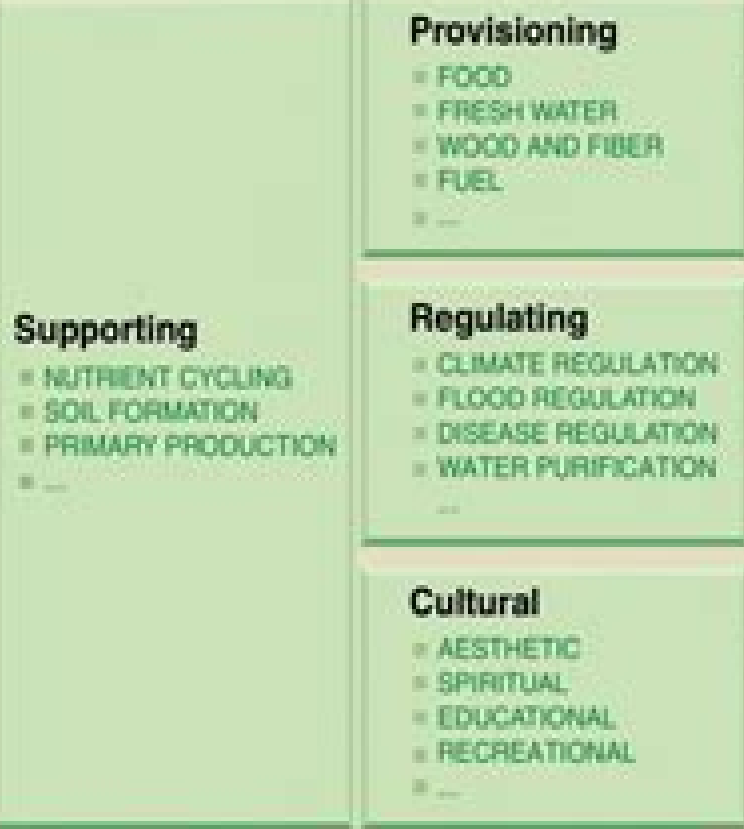 Supporting
NUTRIENT CYCLING
SOIL FORMATION
PRIMARY PRODUCTION
...
Provisioning
FOOD
FRESH WATER
WOOD AND FIBER
FUEL
...
Regulating
CLIMATE REGULATION
FLOOD REGULATION
DISEASE REGULATION
WATER PURIFICATION
...
Cultural
AESTHETIC
SPIRITUAL
EDUCATIONAL
RECREATIONAL
...